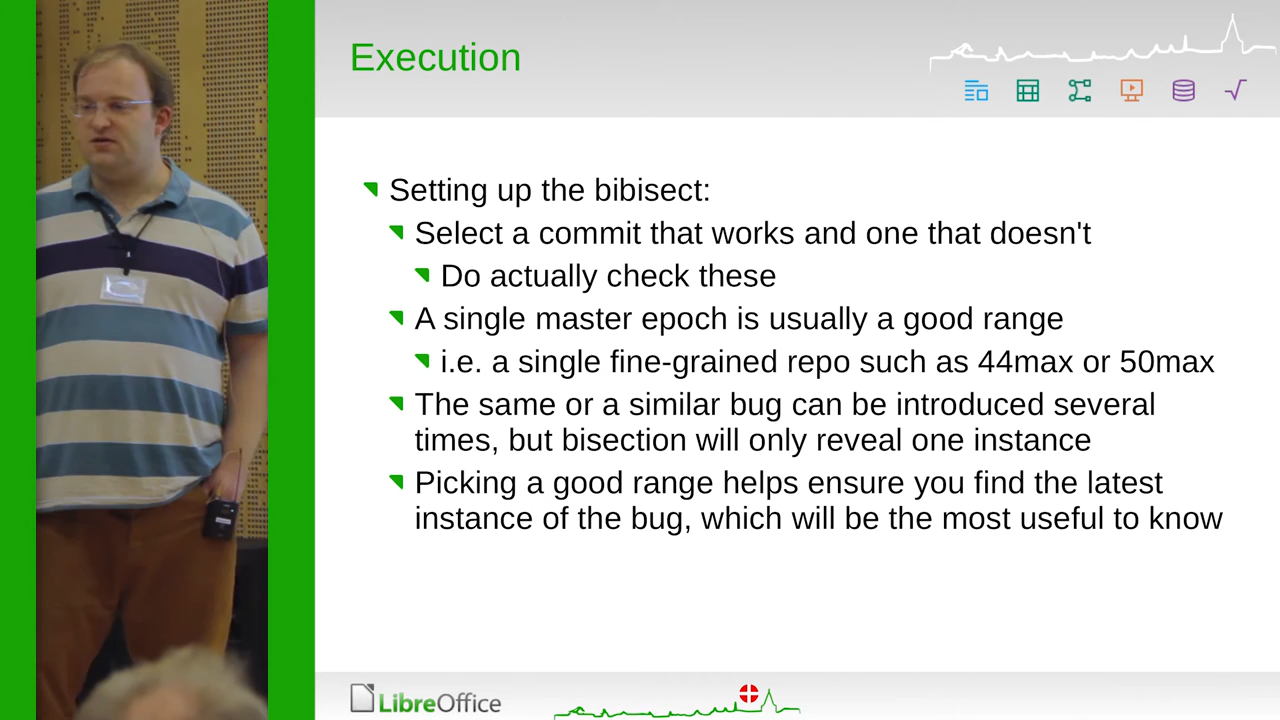 Execution
Setting up the bibisect:
Select a commit that works and one that doesn't
Do actually check these
A single master epoch is usually a good range
i.e. a single fine-grained repo such as 44max or 50max
The same or a similar bug can be introduced several
times, but bisection will only reveal one instance
Picking a good range helps ensure you find the latest
instance of the bug, which will be the most useful to know
LibreOffice